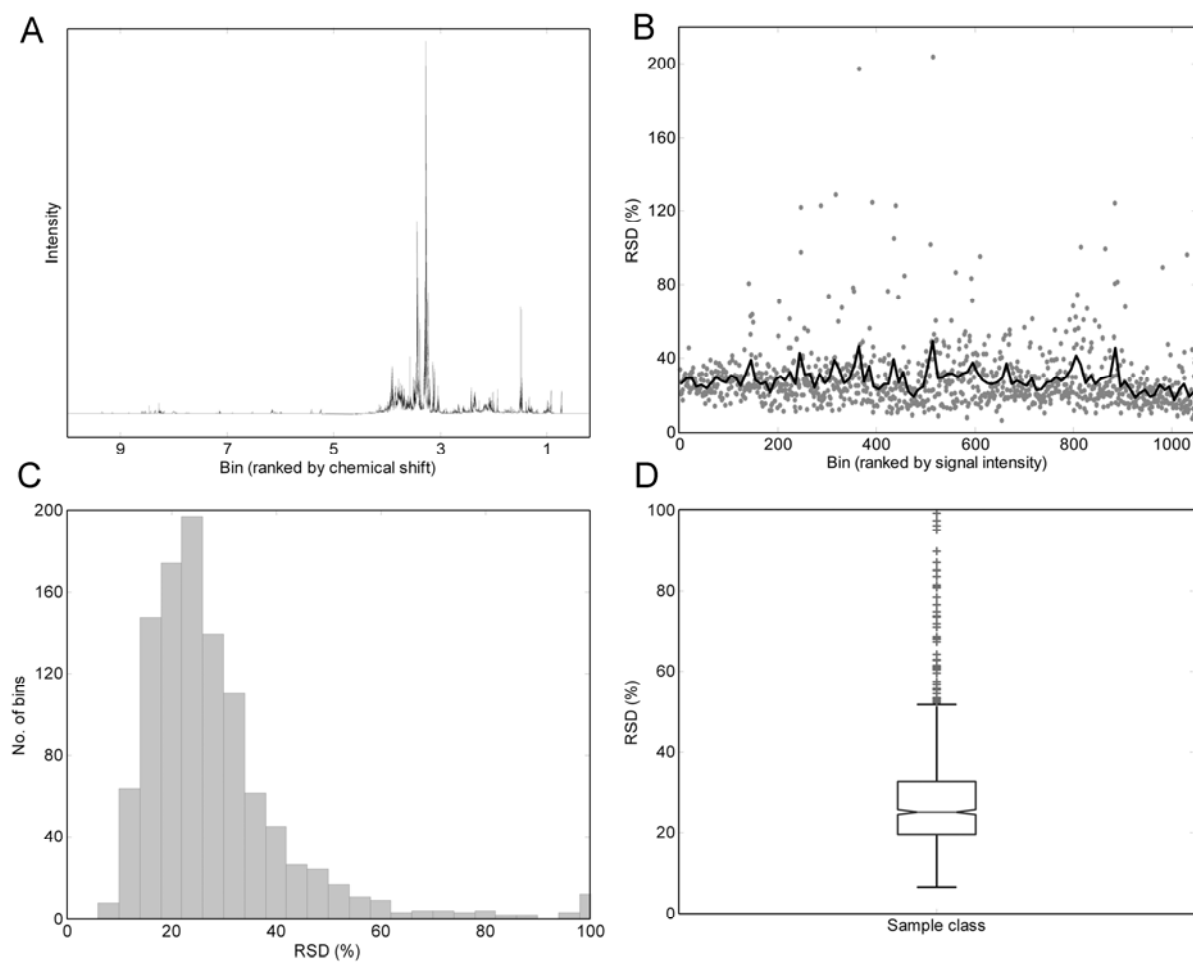 A
Intensity
9 7 5 3 1
Bin (ranked by chemical shift)
B
RSD (%)
200
160
120
80
40
0
0 200 400 600 800 1000
Bin (ranked by signal intensity)
C
No. of bins
200
160
120
80
40
0
0 20 40 60 80 100
RSD (%)
D
RSD (%)
100
80
60
40
20
0
Sample class